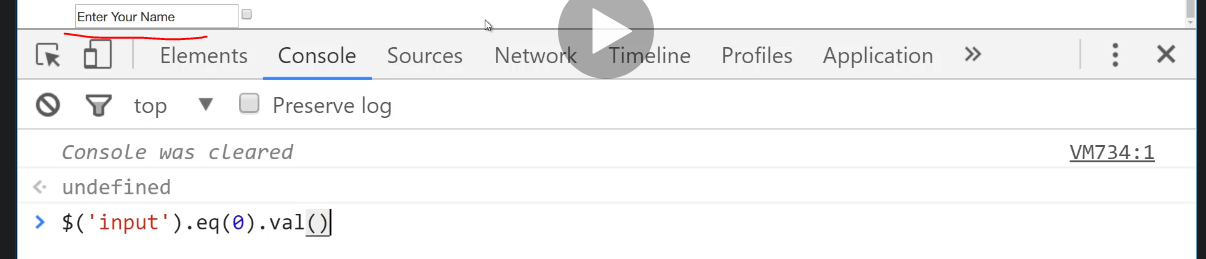 Enter Your Name
Elements Console Sources Network Timeline Profiles Application »
top ▼ Preserve log
Console was cleared VM734:1
undefined
> $('input').eq(0).val()